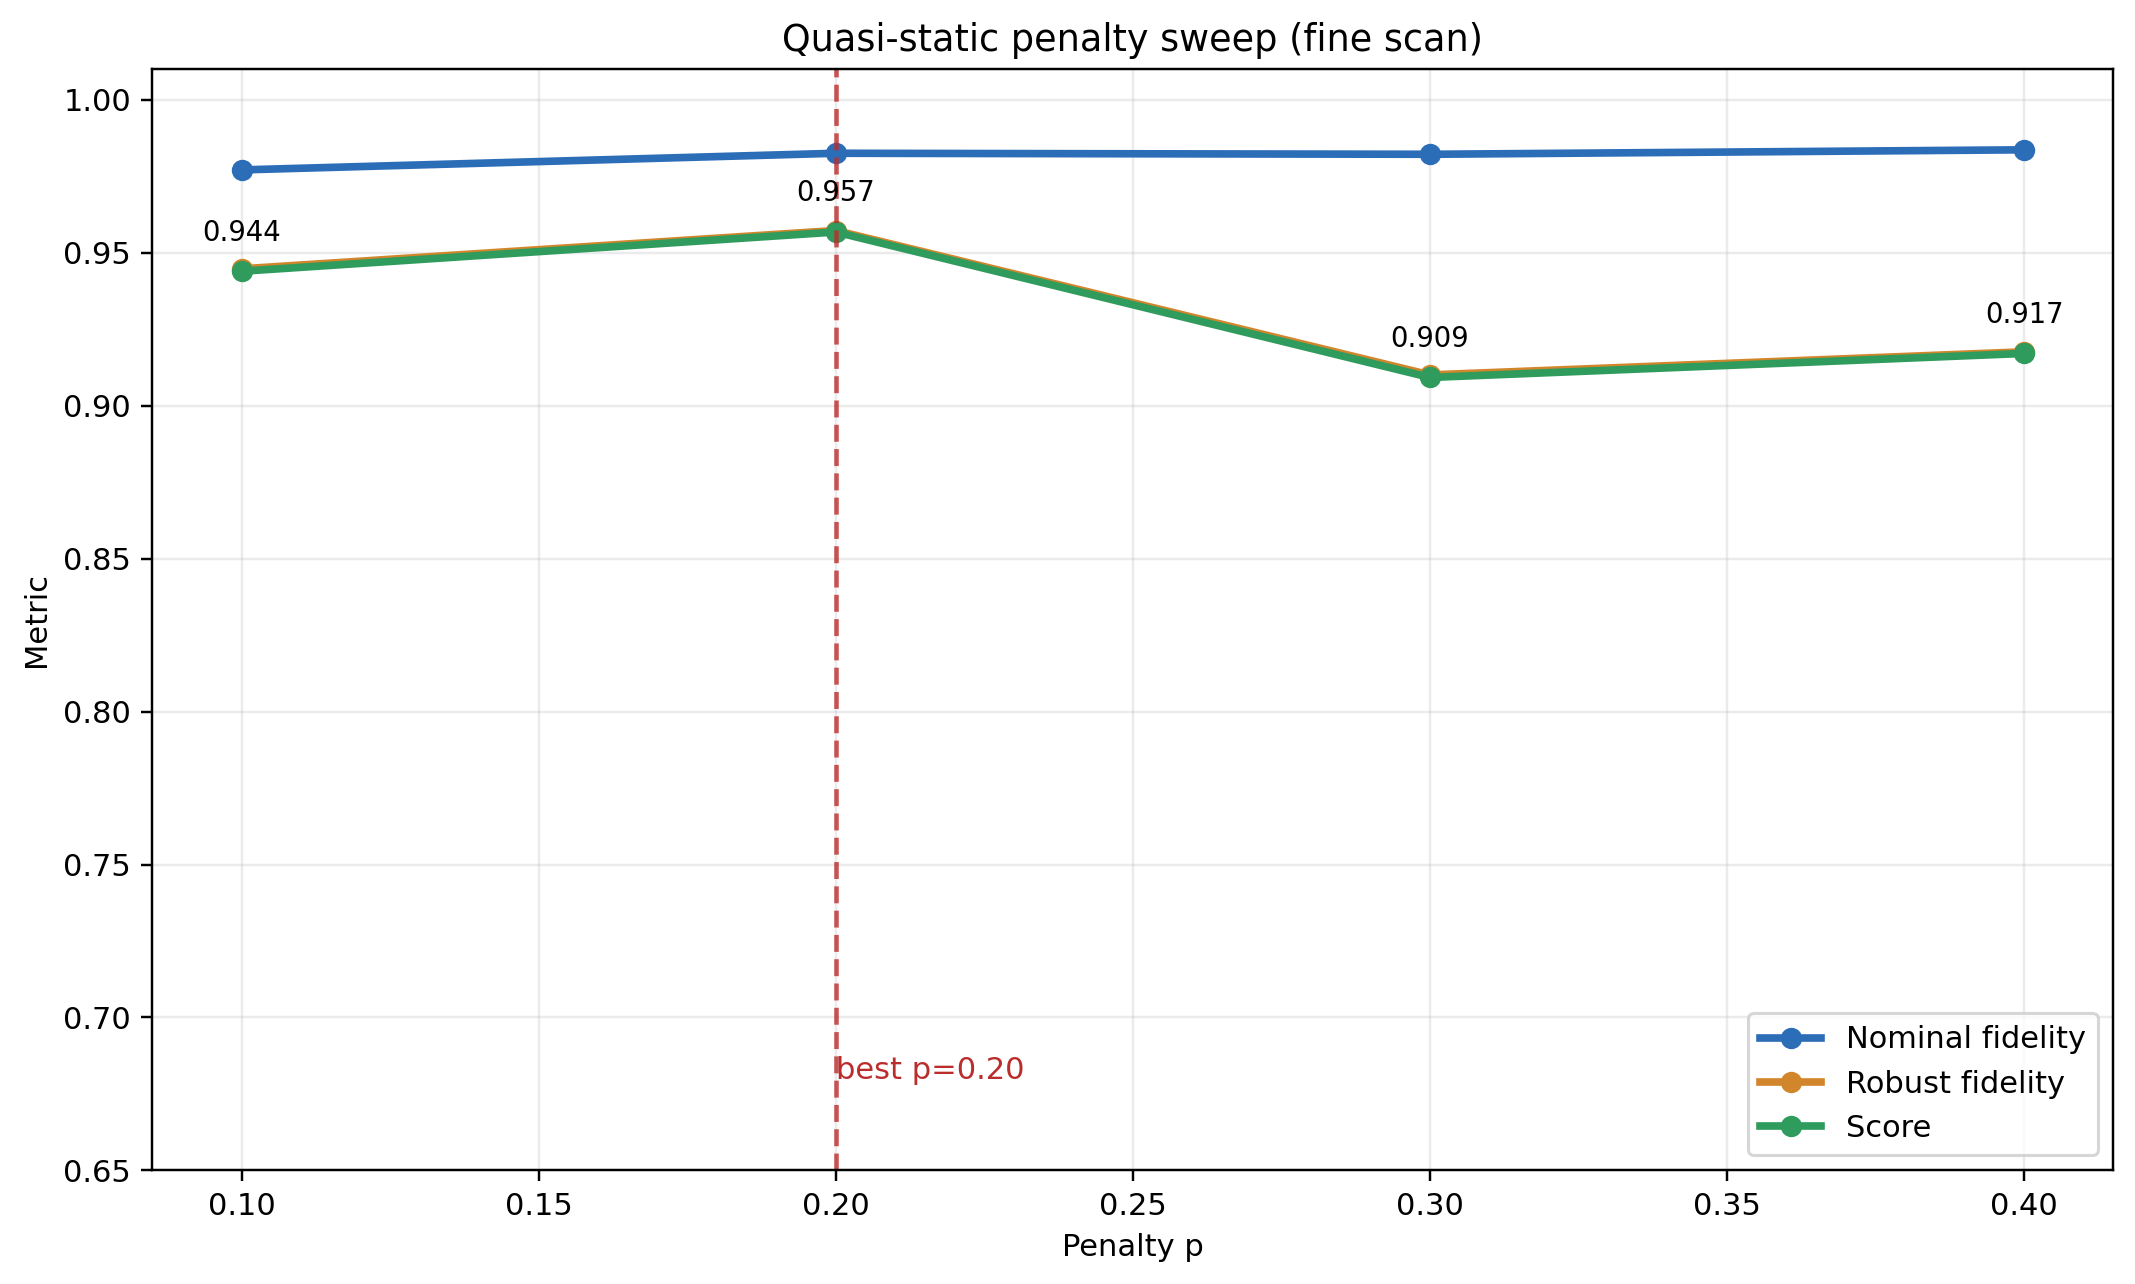 Quasi-static penalty sweep (fine scan)
1.00
0.95
0.90
0.85
0.80
0.75
0.70
0.65
Metric
0.944
0.957
0.909
0.917
best p=0.20
Nominal fidelity
Robust fidelity
Score
0.10 0.15 0.20 0.25 0.30 0.35 0.40
Penalty p